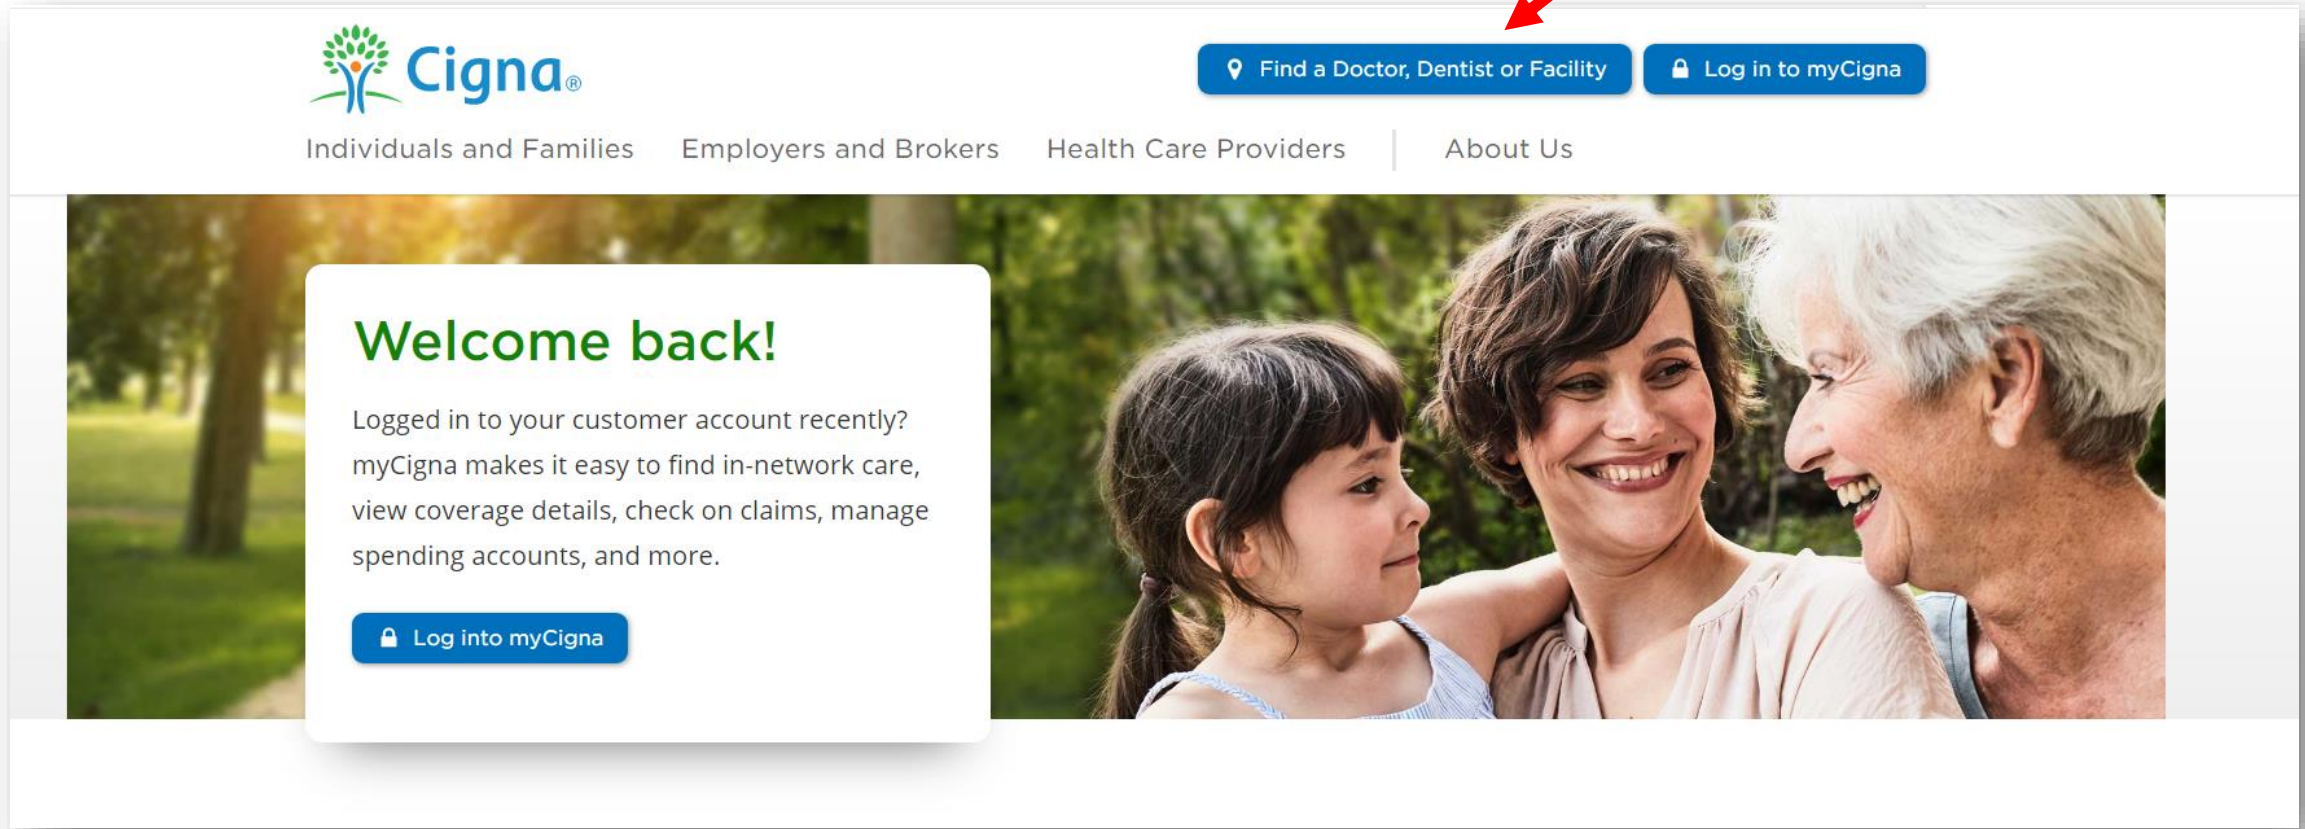 Cigna®
Find a Doctor, Dentist or Facility
Log in to myCigna
Individuals and Families
Employers and Brokers
Health Care Providers
About Us
Welcome back!
Logged in to your customer account recently?
myCigna makes it easy to find in-network care,
view coverage details, check on claims, manage
spending accounts, and more.
Log into myCigna